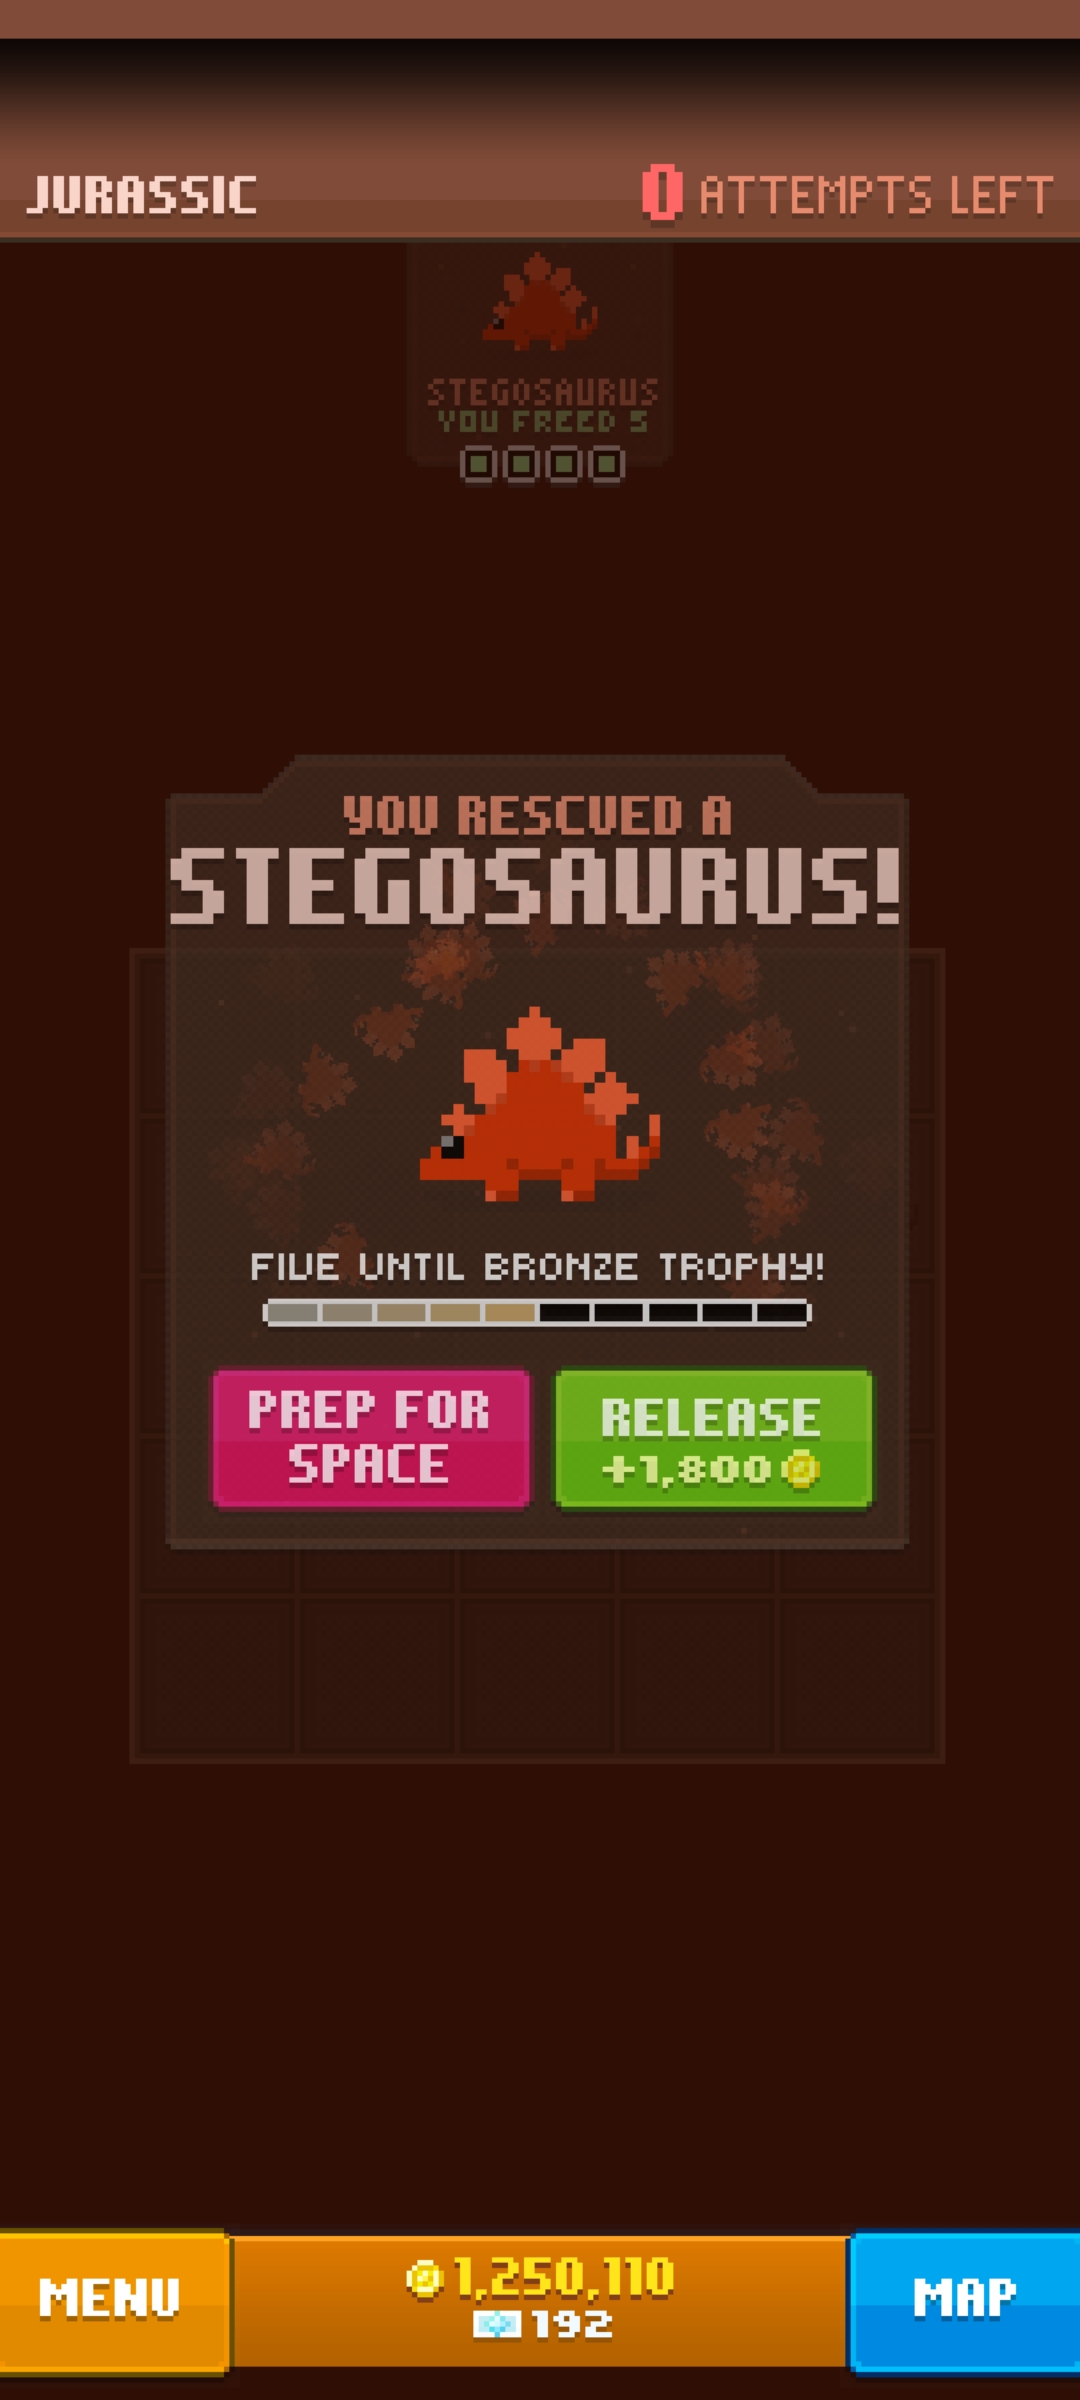 JURASSIC
0 ATTEMPTS LEFT
STEGOSAURUS
YOU FREED 5
YOU RESCUED A
STEGOSAURUS!
FIVE UNTIL BRONZE TROPHY!
PREP FOR
SPACE
RELEASE
+1,800
MENU
1,250,110
192
MAP